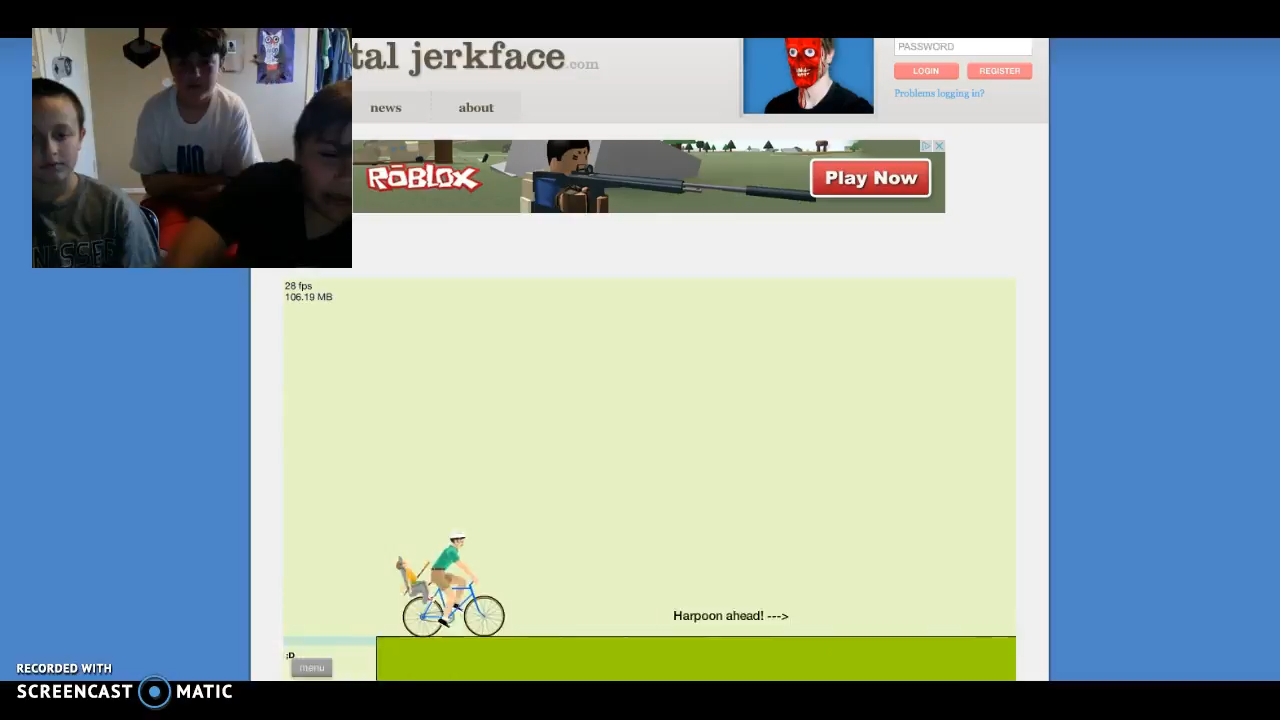 tal jerkface.com
PASSWORD
LOGIN
REGISTER
Problems logging in?
news
about
ROBLOX
Play Now
NO
28 fps
106.19 MB
Harpoon ahead! --->
;D
menu
RECORDED WITH
SCREENCAST MATIC